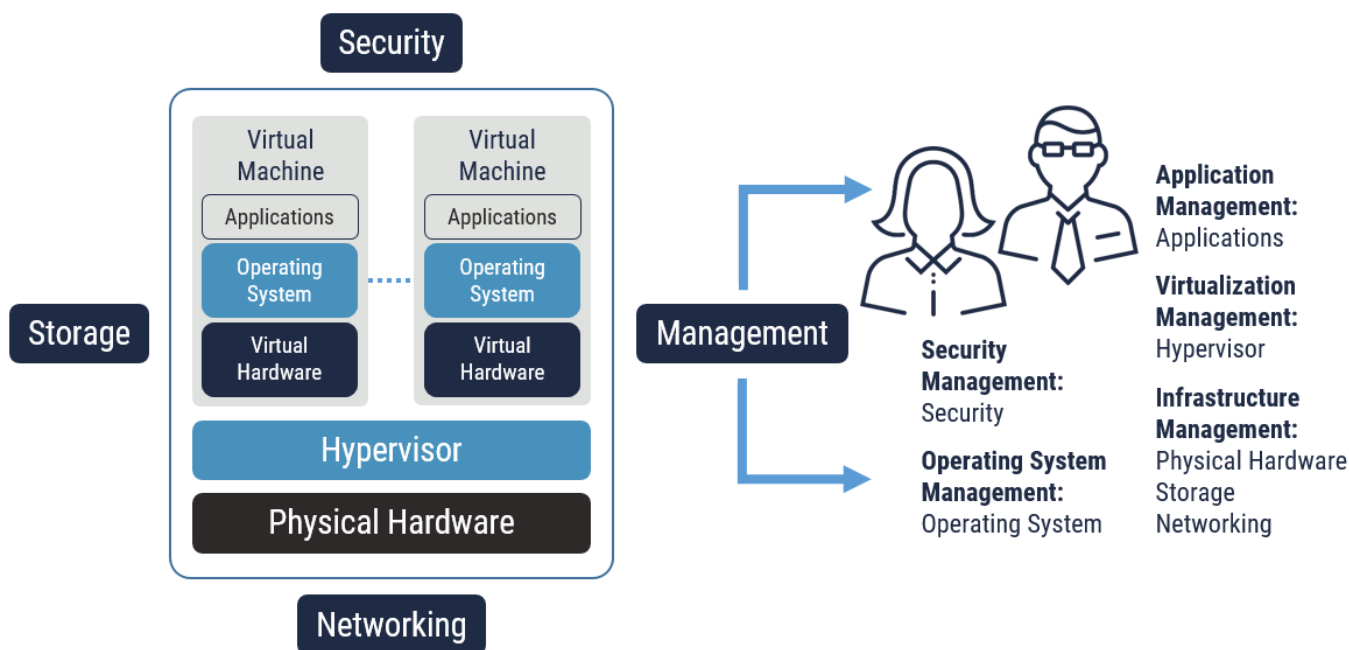 Security
Virtual
Machine
Applications
Operating
System
Virtual
Hardware
Virtual
Machine
Applications
Operating
System
Virtual
Hardware
Hypervisor
Physical Hardware
Storage
Networking
Management
Security
Management:
Security
Operating System
Management:
Operating System
Application
Management:
Applications
Virtualization
Management:
Hypervisor
Infrastructure
Management:
Physical Hardware
Storage
Networking